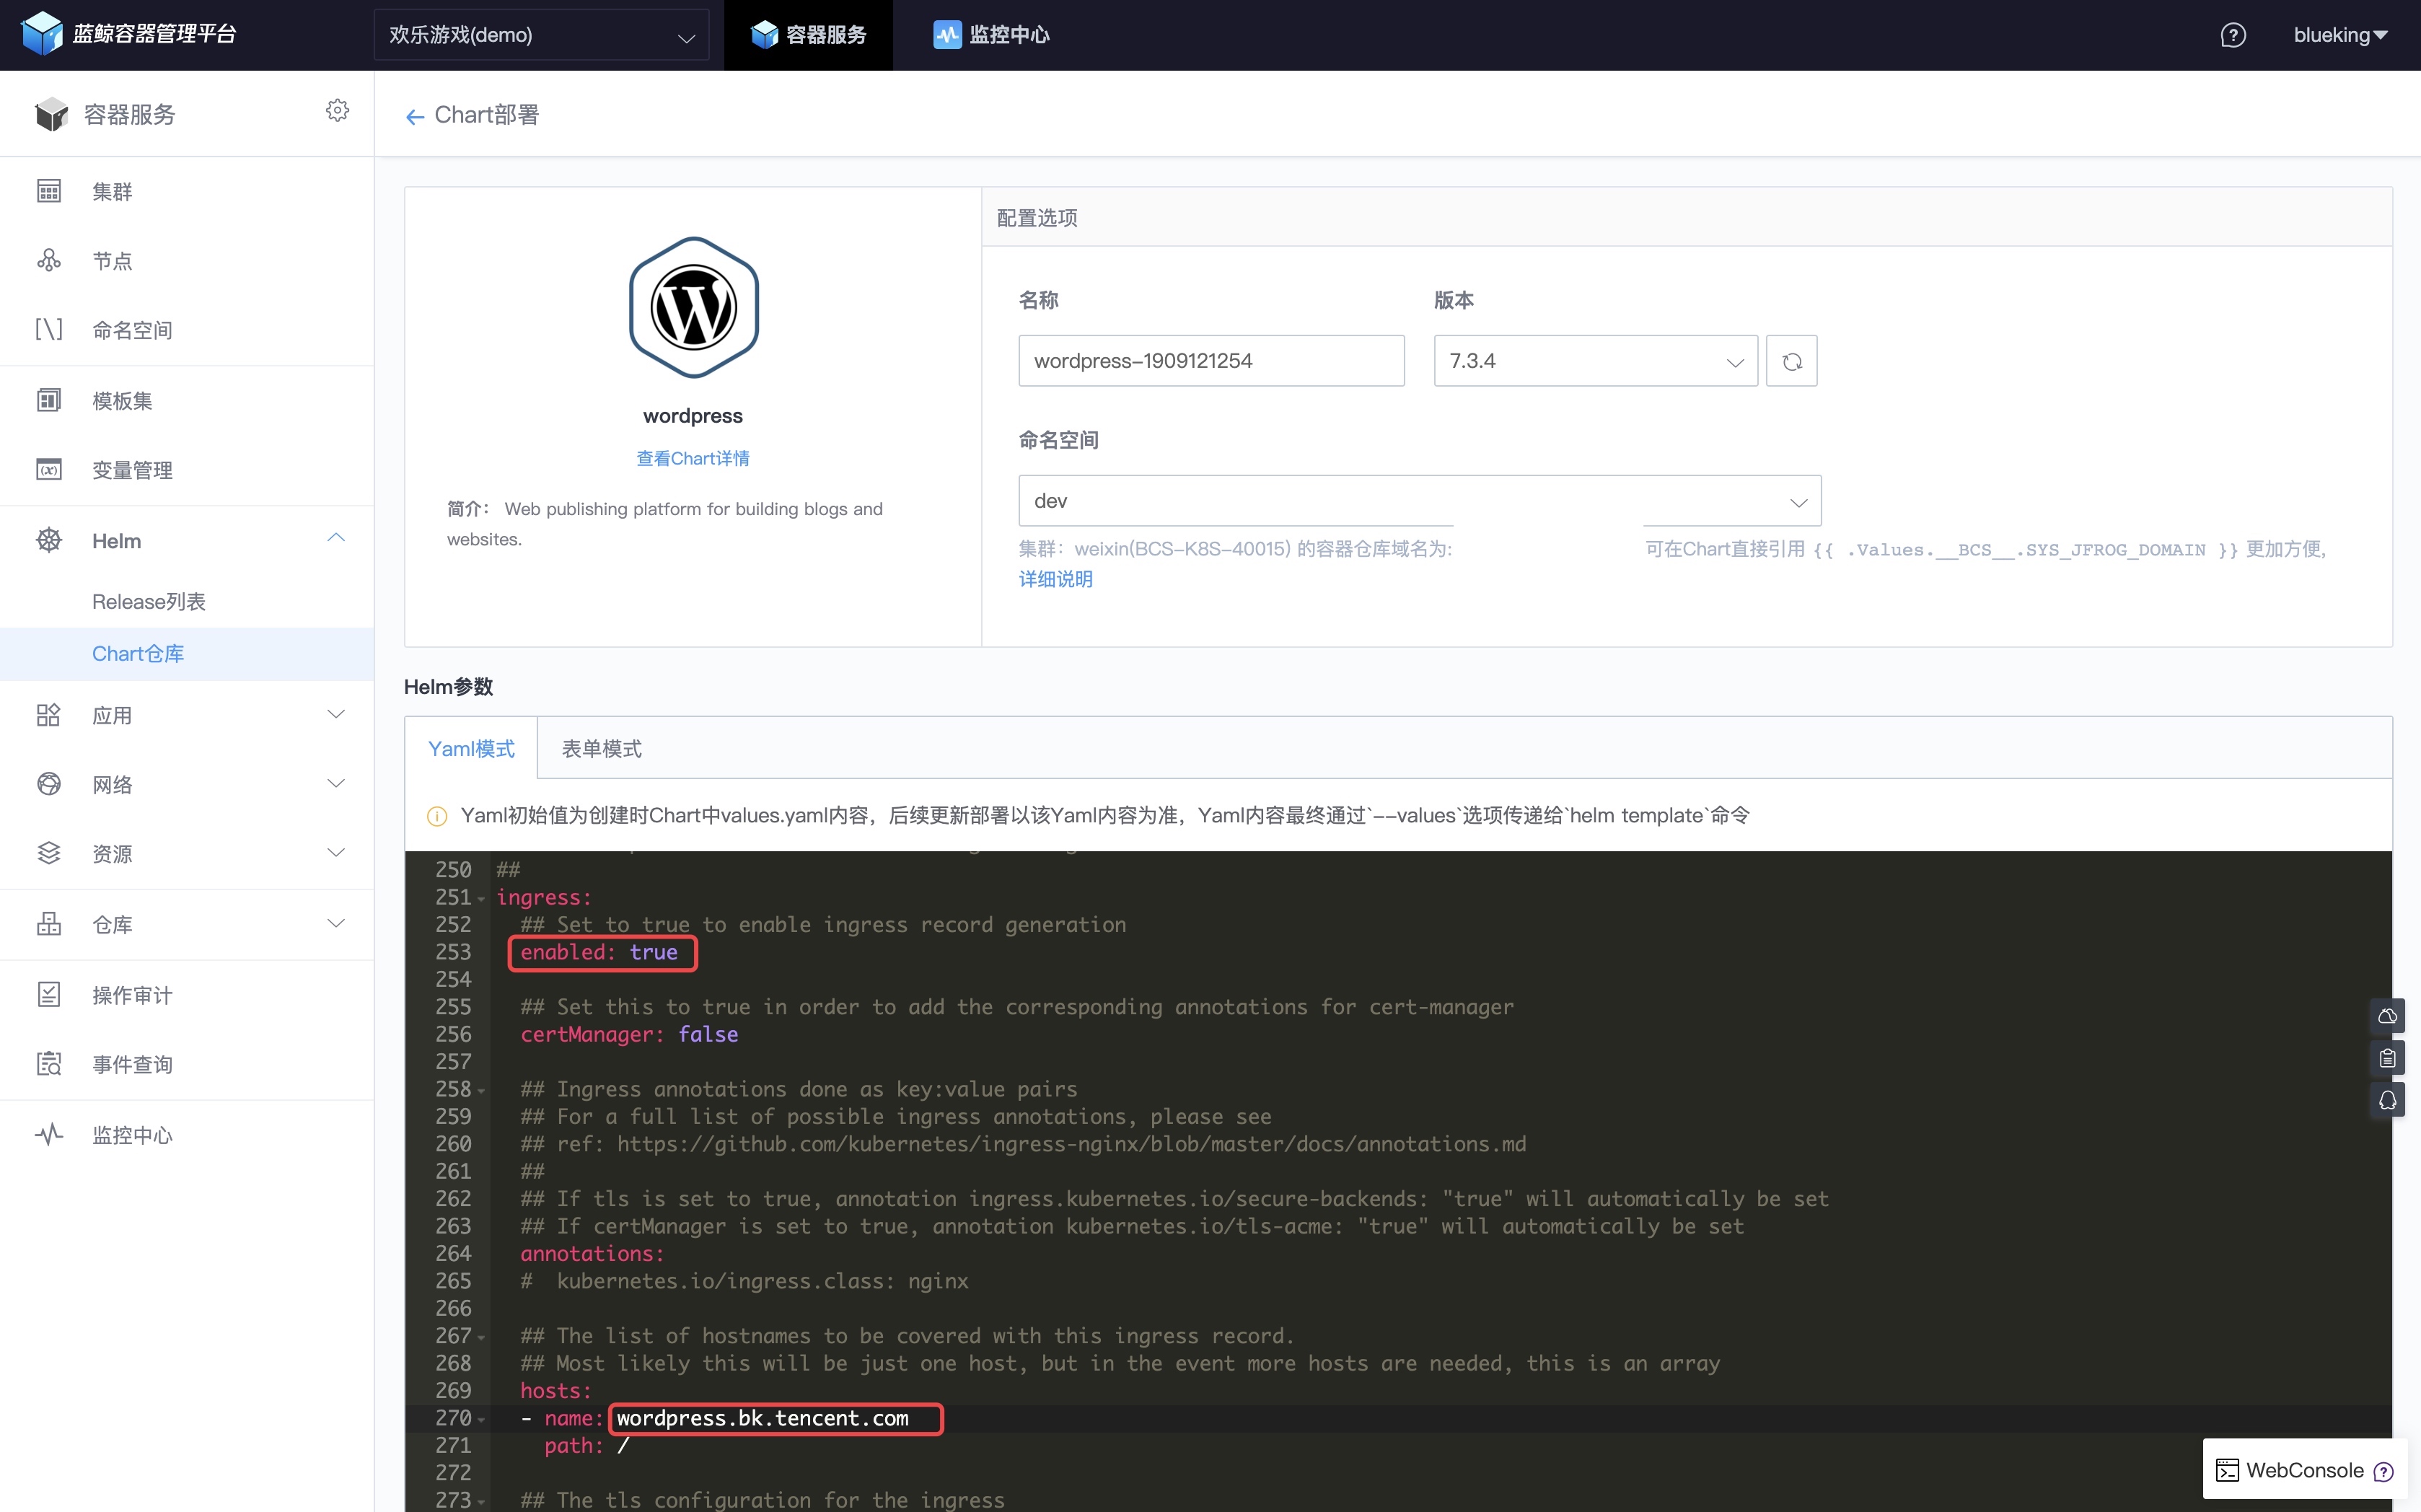 蓝鲸容器管理平台
欢乐游戏(demo)
容器服务
监控中心
blueking
容器服务
集群
节点
命名空间
模板集
变量管理
Helm
Release列表
Chart仓库
应用
网络
资源
仓库
操作审计
事件查询
监控中心
Chart部署
wordpress
查看Chart详情
简介： Web publishing platform for building blogs and
websites.
配置选项
名称
版本
wordpress-1909121254
7.3.4
命名空间
dev
集群：weixin(BCS-K8S-40015) 的容器仓库域名为:
可在Chart直接引用 {{ .Values.__BCS__.SYS_JFROG_DOMAIN }} 更加方便,
详细说明
Helm参数
Yaml模式
表单模式
Yaml初始值为创建时Chart中values.yaml内容，后续更新部署以该Yaml内容为准，Yaml内容最终通过`--values`选项传递给`helm template`命令
250 ##
251 ingress:
252 ## Set to true to enable ingress record generation
253 enabled: true
254
255 ## Set this to true in order to add the corresponding annotations for cert-manager
256 certManager: false
257
258 ## Ingress annotations done as key:value pairs
259 ## For a full list of possible ingress annotations, please see
260 ## ref: https://github.com/kubernetes/ingress-nginx/blob/master/docs/annotations.md
261 ##
262 ## If tls is set to true, annotation ingress.kubernetes.io/secure-backends: "true" will automatically be set
263 ## If certManager is set to true, annotation kubernetes.io/tls-acme: "true" will automatically be set
264 annotations:
265 #  kubernetes.io/ingress.class: nginx
266
267 ## The list of hostnames to be covered with this ingress record.
268 ## Most likely this will be just one host, but in the event more hosts are needed, this is an array
269 hosts:
270 - name: wordpress.bk.tencent.com
271 path: /
272
273 ## The tls configuration for the ingress
WebConsole